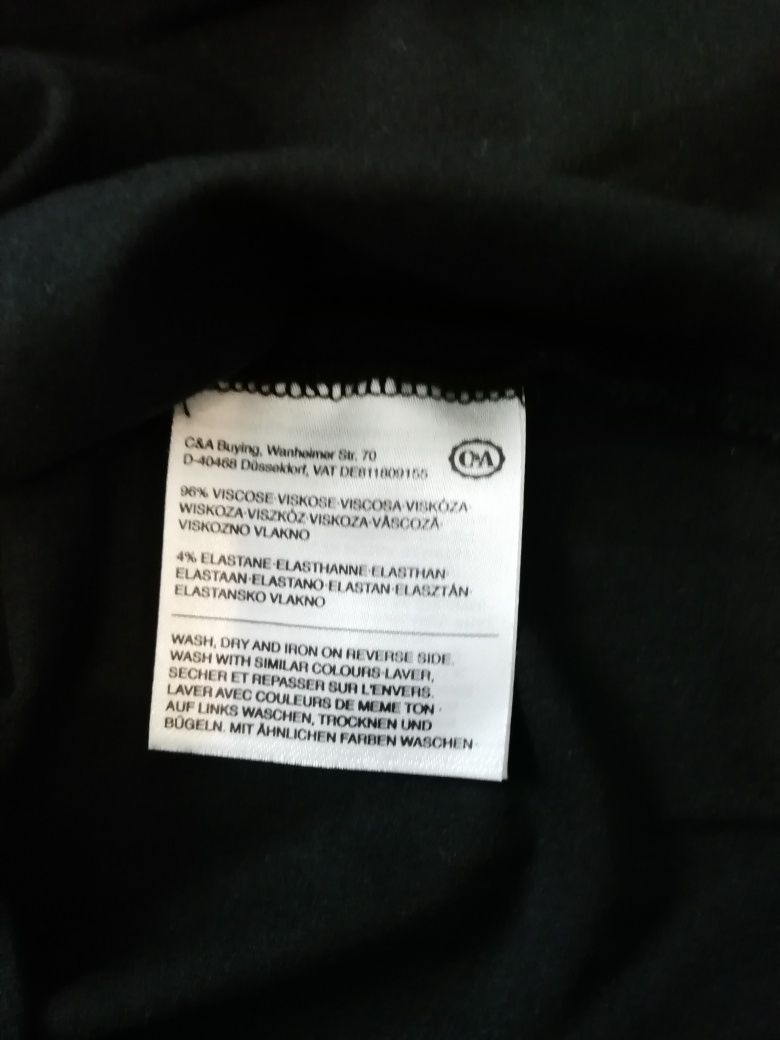 C&A Buying, Wanheimer Str. 70
D-40468 Düsseldorf, VAT DE811809155
C&A
96% VISCOSE·VISKOSE·VISCOSA·VISKÓZA·
WISKOZA·VISZKÓZ·VISKOZA·VÂSCOZÂ
VISKOZNO VLAKNO
4% ELASTANE·ELASTHANNE·ELASTHAN·
ELASTAAN·ELASTANO·ELASTAN·ELASZTÁN·
ELASTANSKO VLAKNO
WASH, DRY AND IRON ON REVERSE SIDE.
WASH WITH SIMILAR COLOURS·LAVER,
SECHER ET REPASSER SUR L'ENVERS.
LAVER AVEC COULEURS DE MEME TON ·
AUF LINKS WASCHEN, TROCKNEN UND
BÜGELN. MIT ÄHNLICHEN FARBEN WASCHEN·